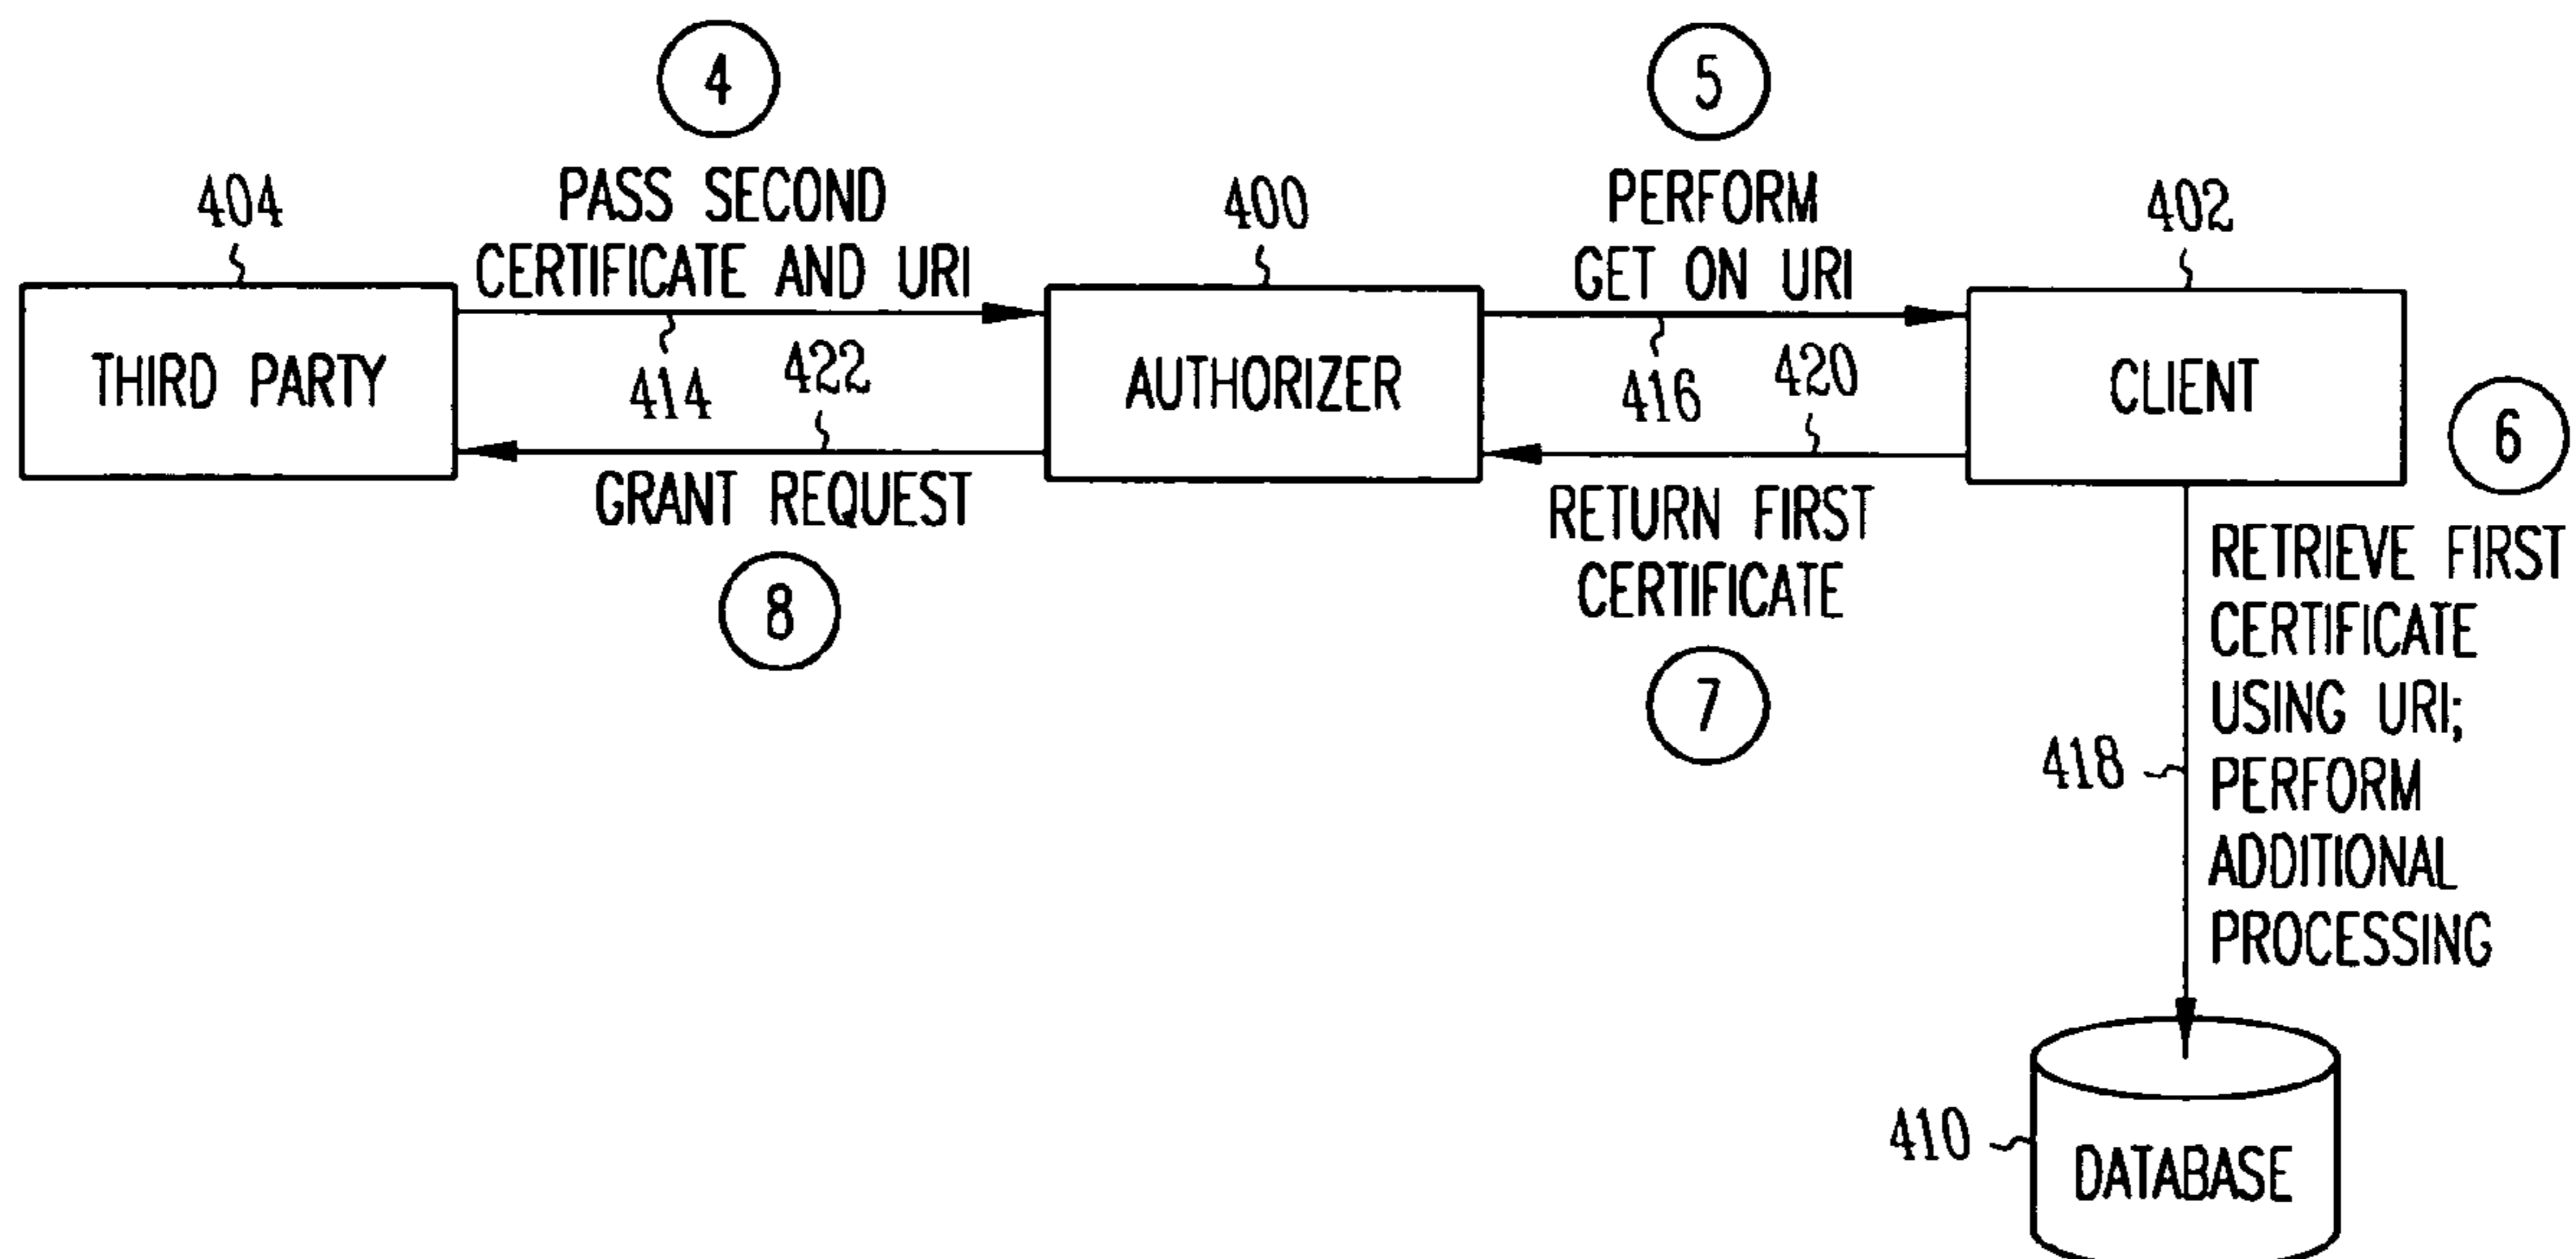 4
5
PASS SECOND
CERTIFICATE AND URI
PERFORM
GET ON URI
404
400
402
THIRD PARTY
414
422
AUTHORIZER
416
420
CLIENT
6
GRANT REQUEST
8
RETURN FIRST
CERTIFICATE
7
RETRIEVE FIRST
CERTIFICATE
USING URI;
PERFORM
ADDITIONAL
PROCESSING
418
410
DATABASE